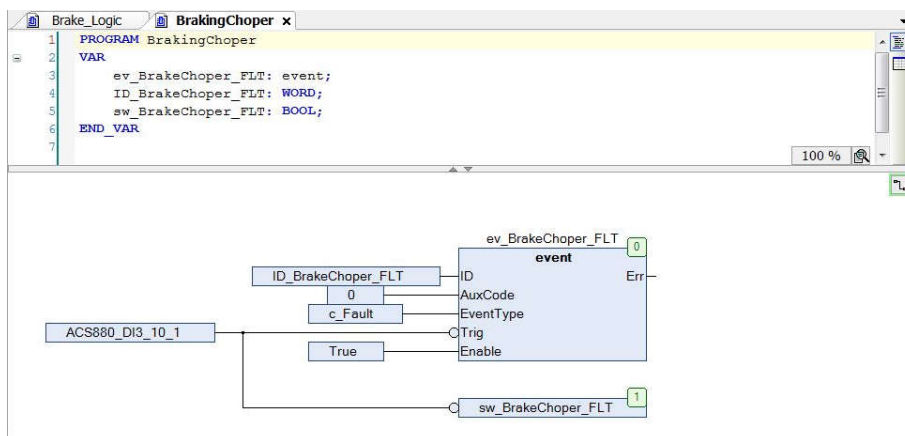 Brake_Logic BrakingChoper x
1 PROGRAM BrakingChoper
2 VAR
3 ev_BrakeChoper_FLT: event;
4 ID_BrakeChoper_FLT: WORD;
5 sw_BrakeChoper_FLT: BOOL;
6 END_VAR
7
100 %
ev_BrakeChoper_FLT 0
event
ID_BrakeChoper_FLT ID Err
0 AuxCode
c_Fault EventType
ACS880_DI3_10_1 Trig
True Enable
sw_BrakeChoper_FLT 1